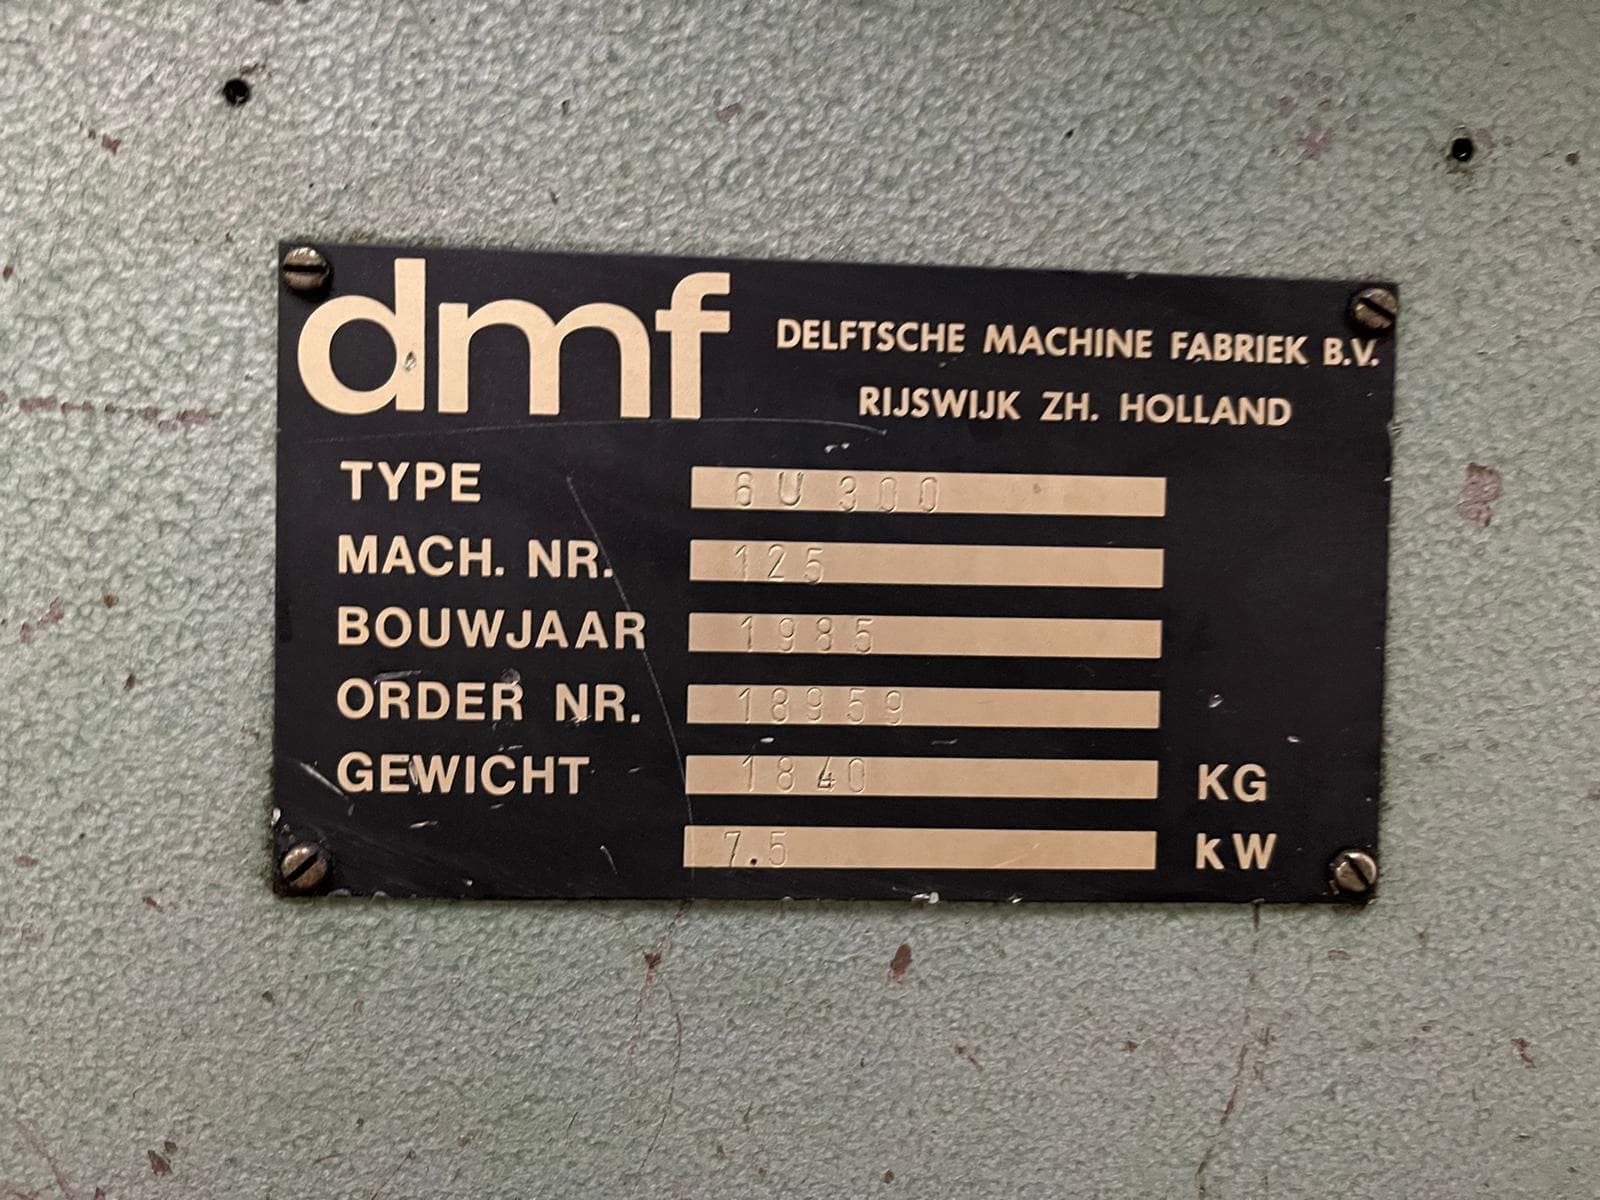 dmf
DELFTSCHE MACHINE FABRIEK B.V.
RIJSWIJK ZH. HOLLAND
TYPE 6U 300
MACH. NR. 125
BOUWJAAR 1985
ORDER NR. 18959
GEWICHT 1840 KG
7.5 kW